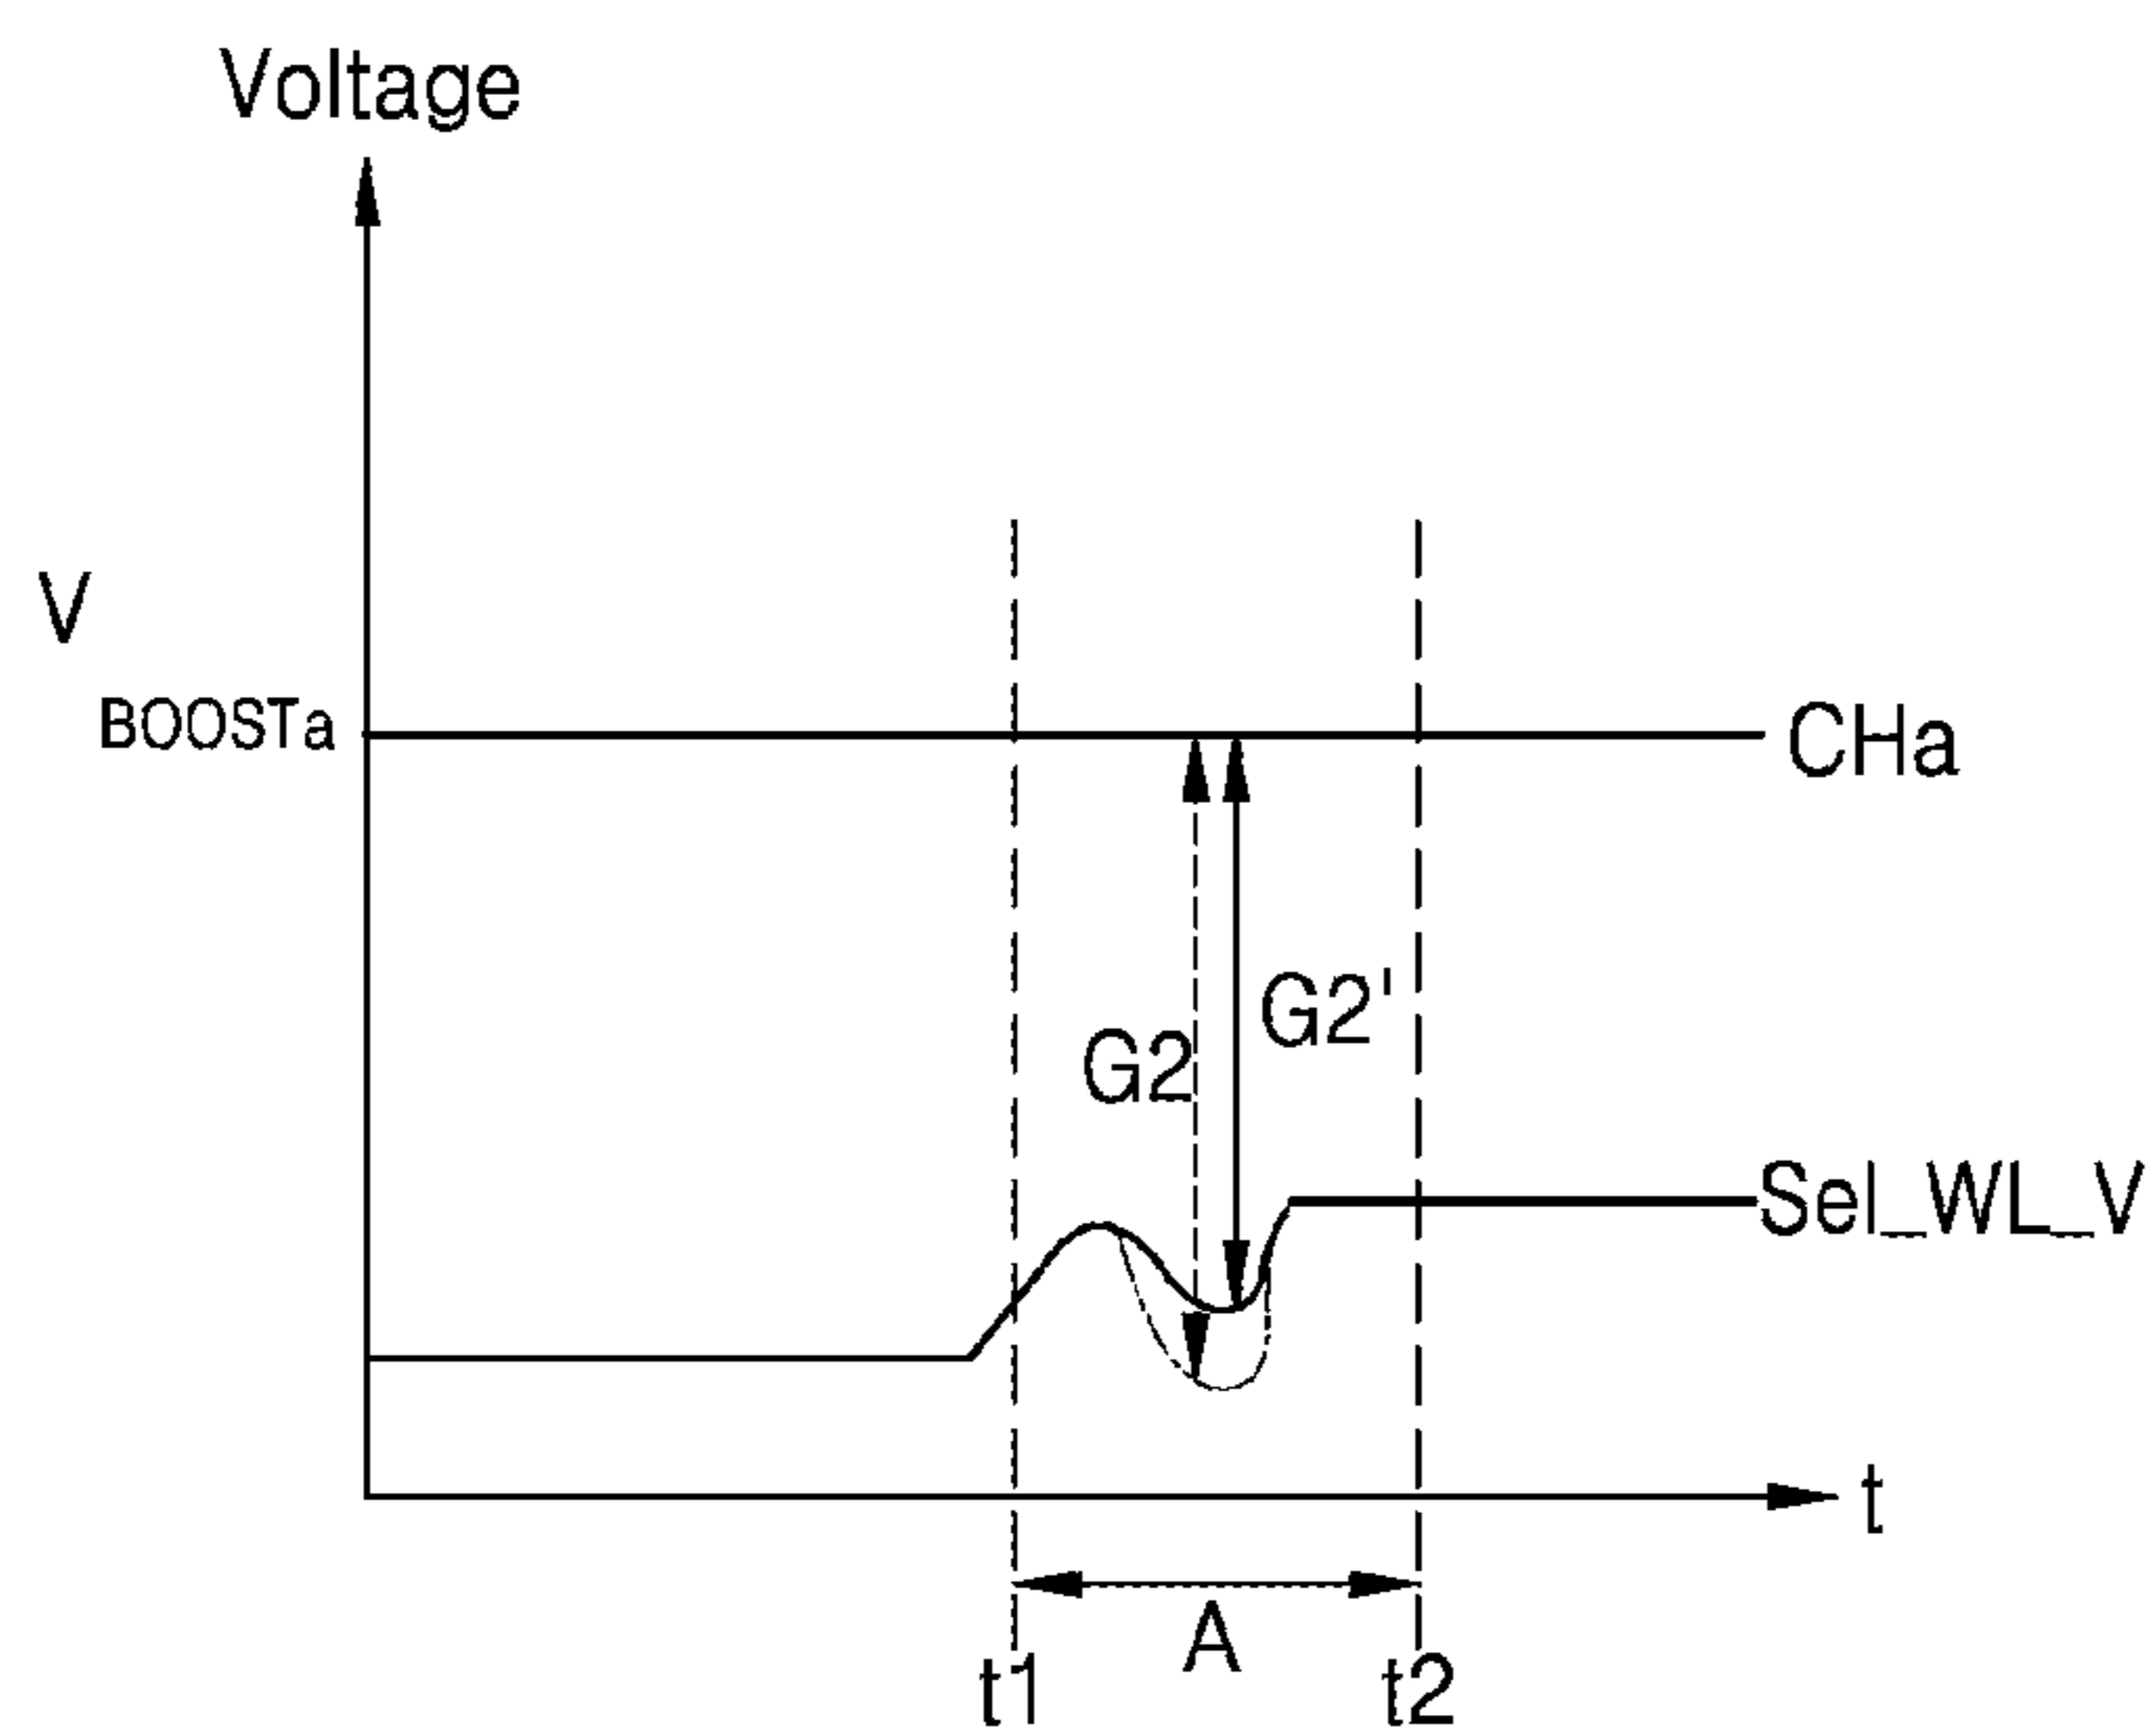 Voltage
V
BOOSTa
CHa
G2'
G2
Sel_WL_V
t
A
t1
t2